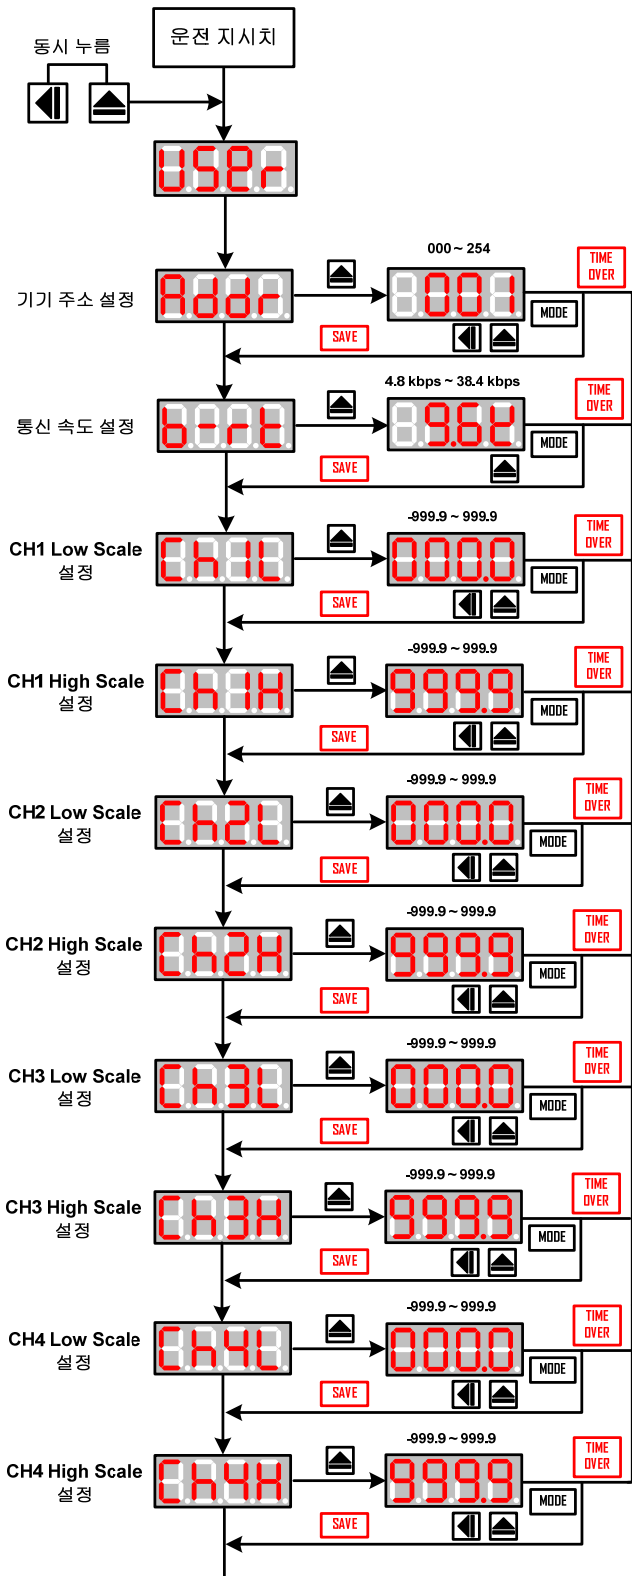 운전 지시치
동시 누름
USEr
000 ~ 254
TIME
OVER
기기 주소 설정
Addr
001
MODE
SAVE
4.8 kbps ~ 38.4 kbps
TIME
OVER
통신 속도 설정
b-rt
9.6k
MODE
SAVE
-999.9 ~ 999.9
TIME
OVER
CH1 Low Scale
설정
Ch1L
000.0
MODE
SAVE
-999.9 ~ 999.9
TIME
OVER
CH1 High Scale
설정
Ch1H
999.9
MODE
SAVE
-999.9 ~ 999.9
TIME
OVER
CH2 Low Scale
설정
Ch2L
000.0
MODE
SAVE
-999.9 ~ 999.9
TIME
OVER
CH2 High Scale
설정
Ch2H
999.9
MODE
SAVE
-999.9 ~ 999.9
TIME
OVER
CH3 Low Scale
설정
Ch3L
000.0
MODE
SAVE
-999.9 ~ 999.9
TIME
OVER
CH3 High Scale
설정
Ch3H
999.9
MODE
SAVE
-999.9 ~ 999.9
TIME
OVER
CH4 Low Scale
설정
Ch4L
000.0
MODE
SAVE
-999.9 ~ 999.9
TIME
OVER
CH4 High Scale
설정
Ch4H
999.9
MODE
SAVE